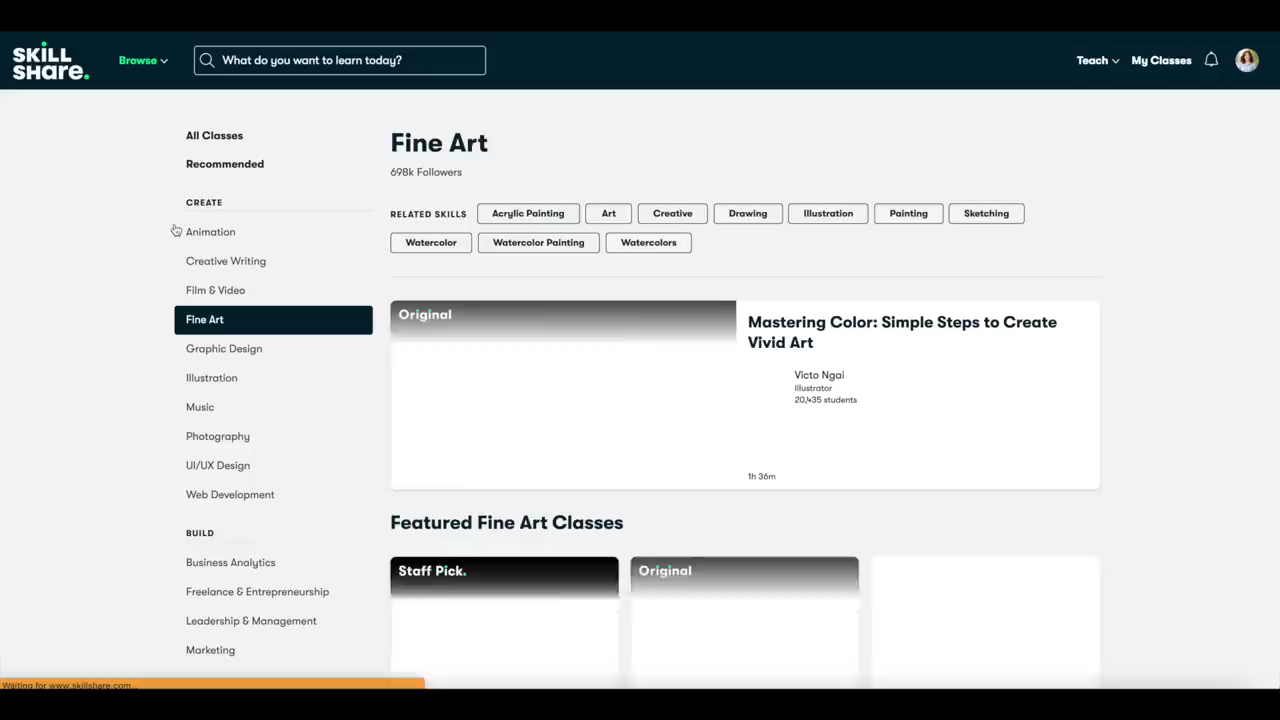 SKILL
SHARE.
Browse
What do you want to learn today?
Teach
My Classes
All Classes
Recommended
CREATE
Animation
Creative Writing
Film & Video
Fine Art
Graphic Design
Illustration
Music
Photography
UI/UX Design
Web Development
BUILD
Business Analytics
Freelance & Entrepreneurship
Leadership & Management
Marketing
Fine Art
698k Followers
RELATED SKILLS
Acrylic Painting
Art
Creative
Drawing
Illustration
Painting
Sketching
Watercolor
Watercolor Painting
Watercolors
Original
Mastering Color: Simple Steps to Create
Vivid Art
Victo Ngai
Illustrator
20,435 students
1h 36m
Featured Fine Art Classes
Staff Pick.
Original
Waiting for www.skillshare.com...